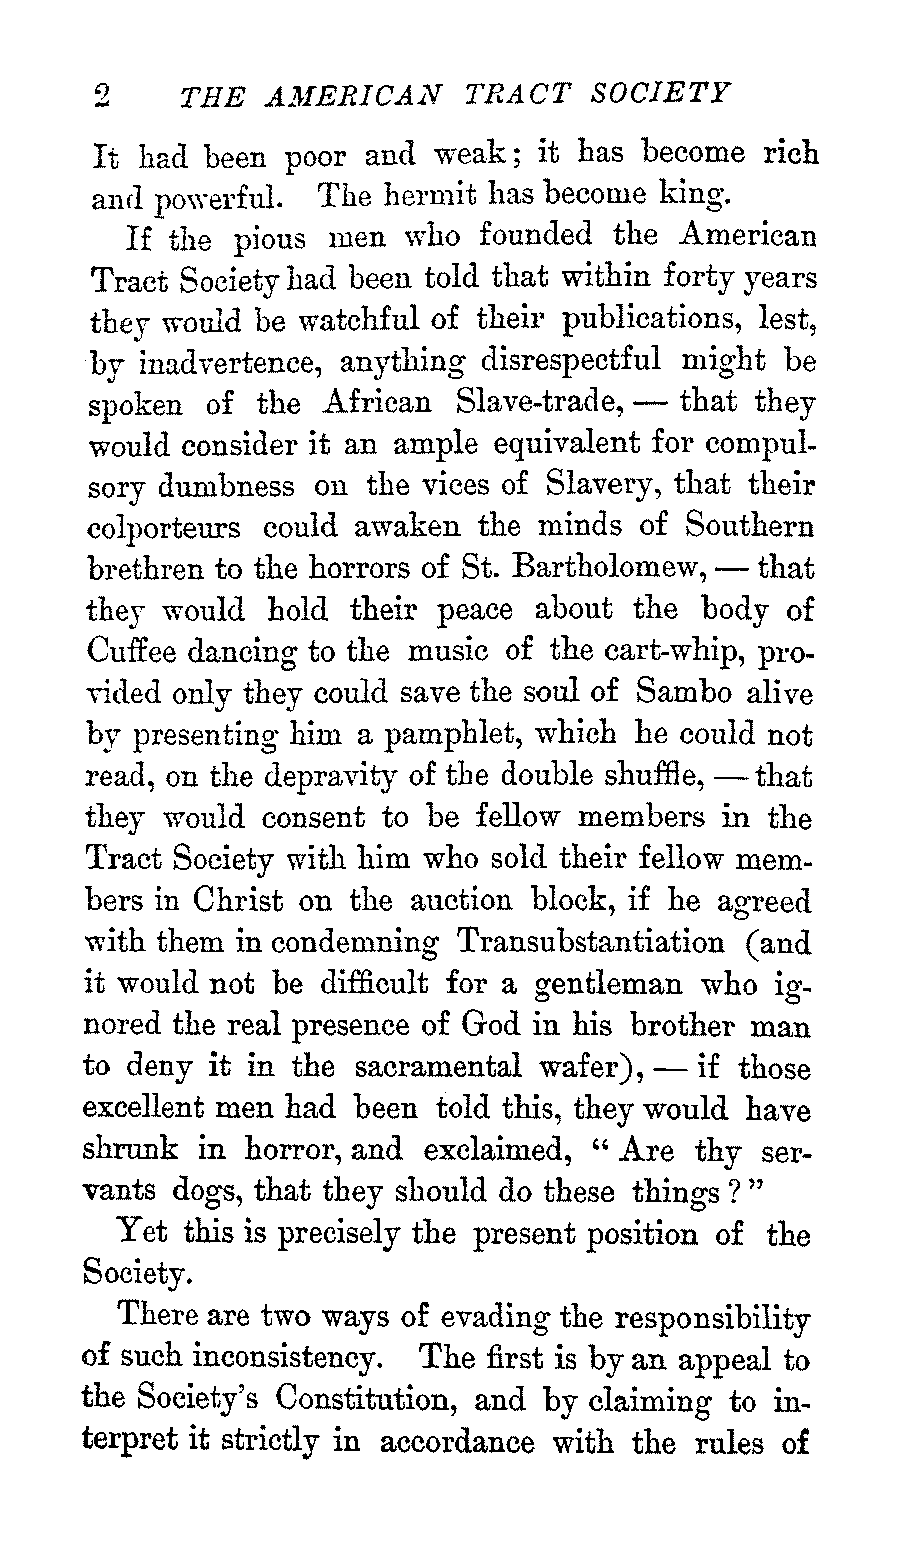 2 THE AMERICAN TRACT SOCIETY
It had been poor and weak; it has become rich
and powerful. The hermit has become king.
If the pious men who founded the American
Tract Society had been told that within forty years
they would be watchful of their publications, lest,
by inadvertence, anything disrespectful might be
spoken of the African Slave-trade, — that they
would consider it an ample equivalent for compul-
sory dumbness on the vices of Slavery, that their
colporteurs could awaken the minds of Southern
brethren to the horrors of St. Bartholomew, — that
they would hold their peace about the body of
Cuffee dancing to the music of the cart-whip, pro-
vided only they could save the soul of Sambo alive
by presenting him a pamphlet, which he could not
read, on the depravity of the double shuffle, — that
they would consent to be fellow members in the
Tract Society with him who sold their fellow mem-
bers in Christ on the auction block, if he agreed
with them in condemning Transubstantiation (and
it would not be difficult for a gentleman who ig-
nored the real presence of God in his brother man
to deny it in the sacramental wafer), — if those
excellent men had been told this, they would have
shrunk in horror, and exclaimed, “ Are thy ser-
vants dogs, that they should do these things ? ”
Yet this is precisely the present position of the
Society.
There are two ways of evading the responsibility
of such inconsistency. The first is by an appeal to
the Society's Constitution, and by claiming to in-
terpret it strictly in accordance with the rules of